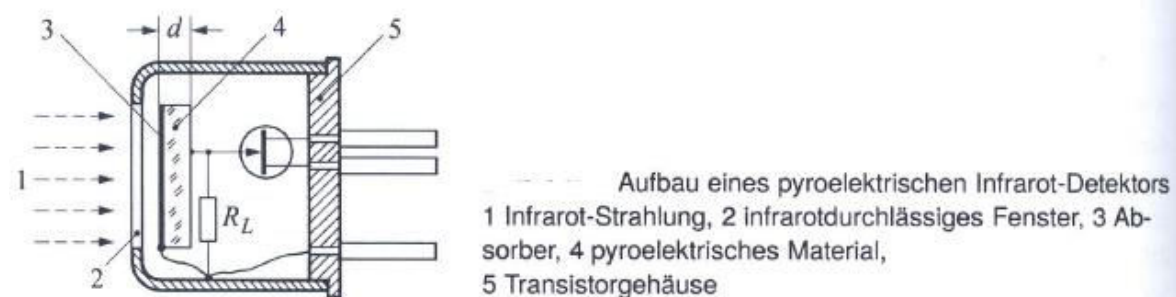 3
d
4
5
1
R_L
2
Aufbau eines pyroelektrischen Infrarot-Detektors
1 Infrarot-Strahlung, 2 infrarotdurchlässiges Fenster, 3 Ab-
sorber, 4 pyroelektrisches Material,
5 Transistorgehäuse